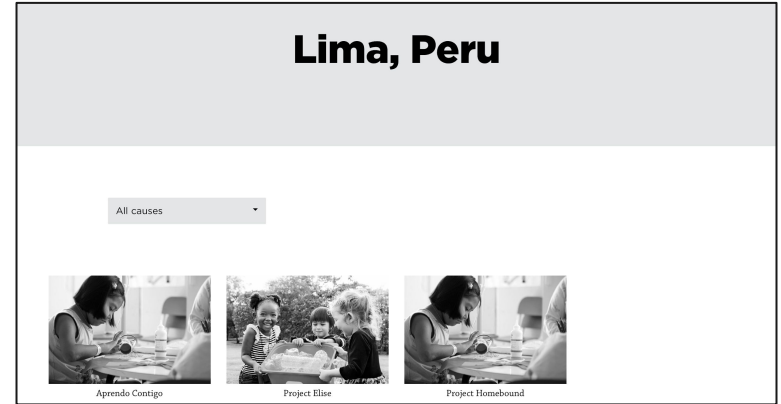 Lima, Peru
All causes
Aprendo Contigo
Project Elise
Project Homebound